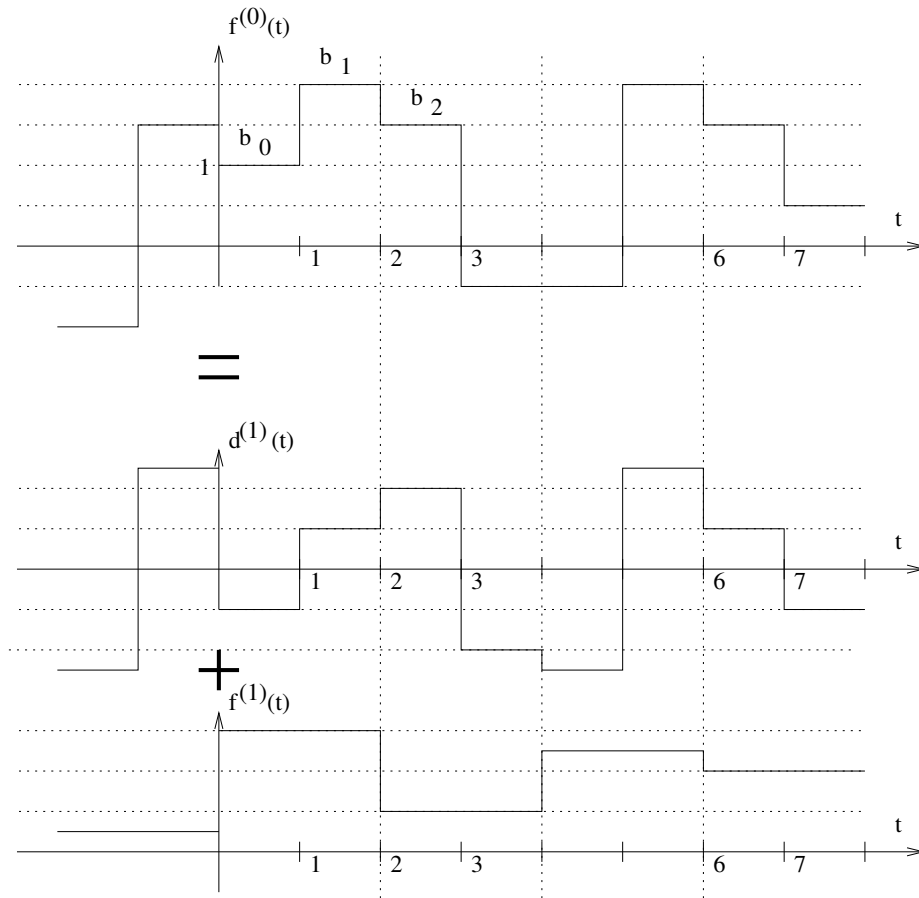 f(0)(t)
b 1
b 2
b 0
1
t
1 2 3 6 7
=
d(1)(t)
t
1 2 3 6 7
+
f(1)(t)
t
1 2 3 6 7